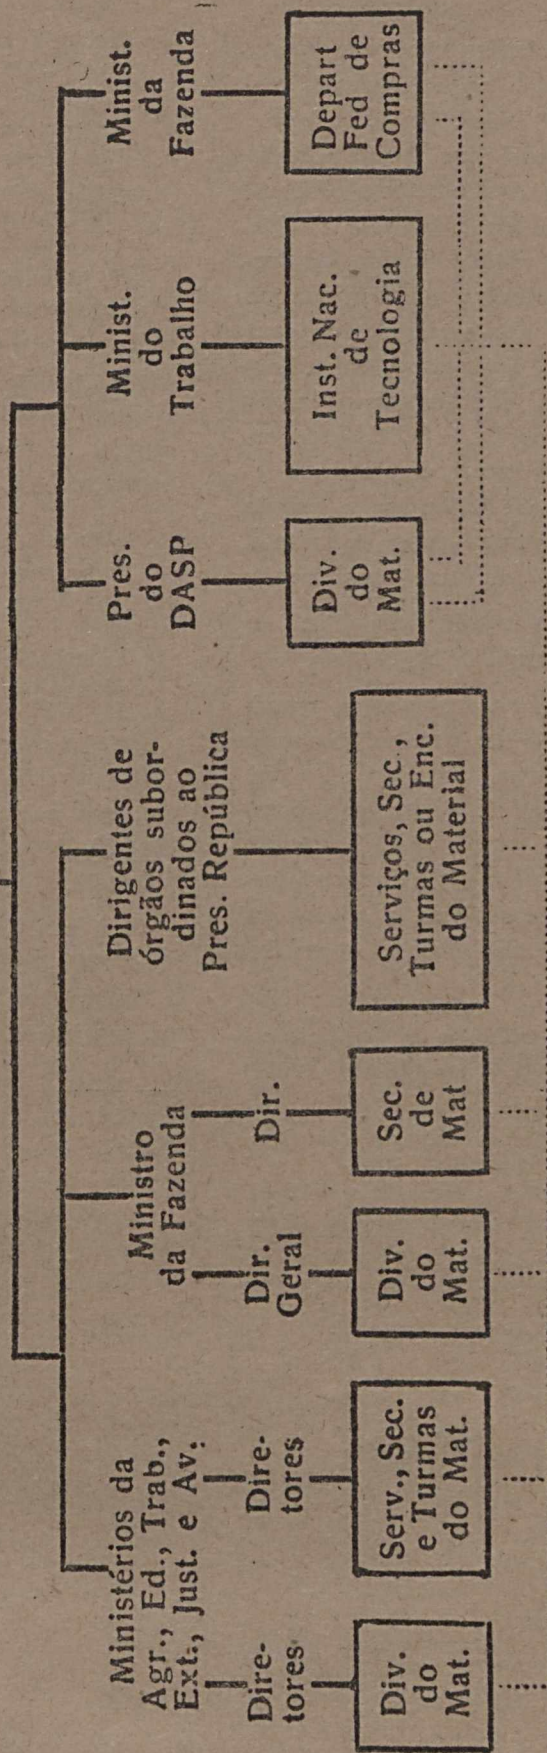 Ministérios da
Agr., Ed., Trab.,
Ext., Just. e Av.
Dire-
tores
Div.
do
Mat.
Dire-
tores
Serv., Sec.
e Turmas
do Mat.
Ministro
da Fazenda
Dir.
Geral
Div.
do
Mat.
Dir.
Sec.
de
Mat
Dirigentes de
órgãos subor-
dinados ao
Pres. República
Serviços, Sec.,
Turmas ou Enc.
do Material
Pres.
do
DASP
Div.
do
Mat.
Minist.
do
Trabalho
Inst. Nac.
de
Tecnologia
Minist.
da
Fazenda
Depart
Fed de
Compras